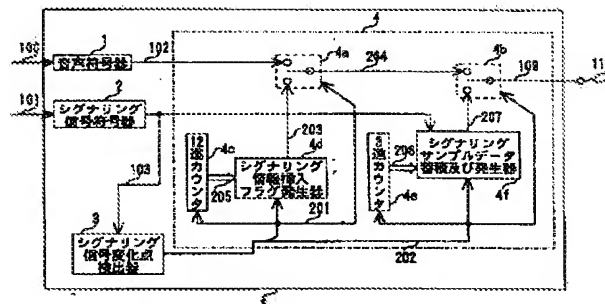 4
100
1
音声符号器
102
4a
204
4b
108
11
101
2
シグナリング
信号符号器
103
203
207
12進カウンタ
4c
205
4d
シグナリング
情報挿入
フラグ発生器
201
3進カウンタ
4e
206
シグナリング
サンプルデータ
蓄積及び発生器
4f
3
シグナリング
信号変化点
検出器
202